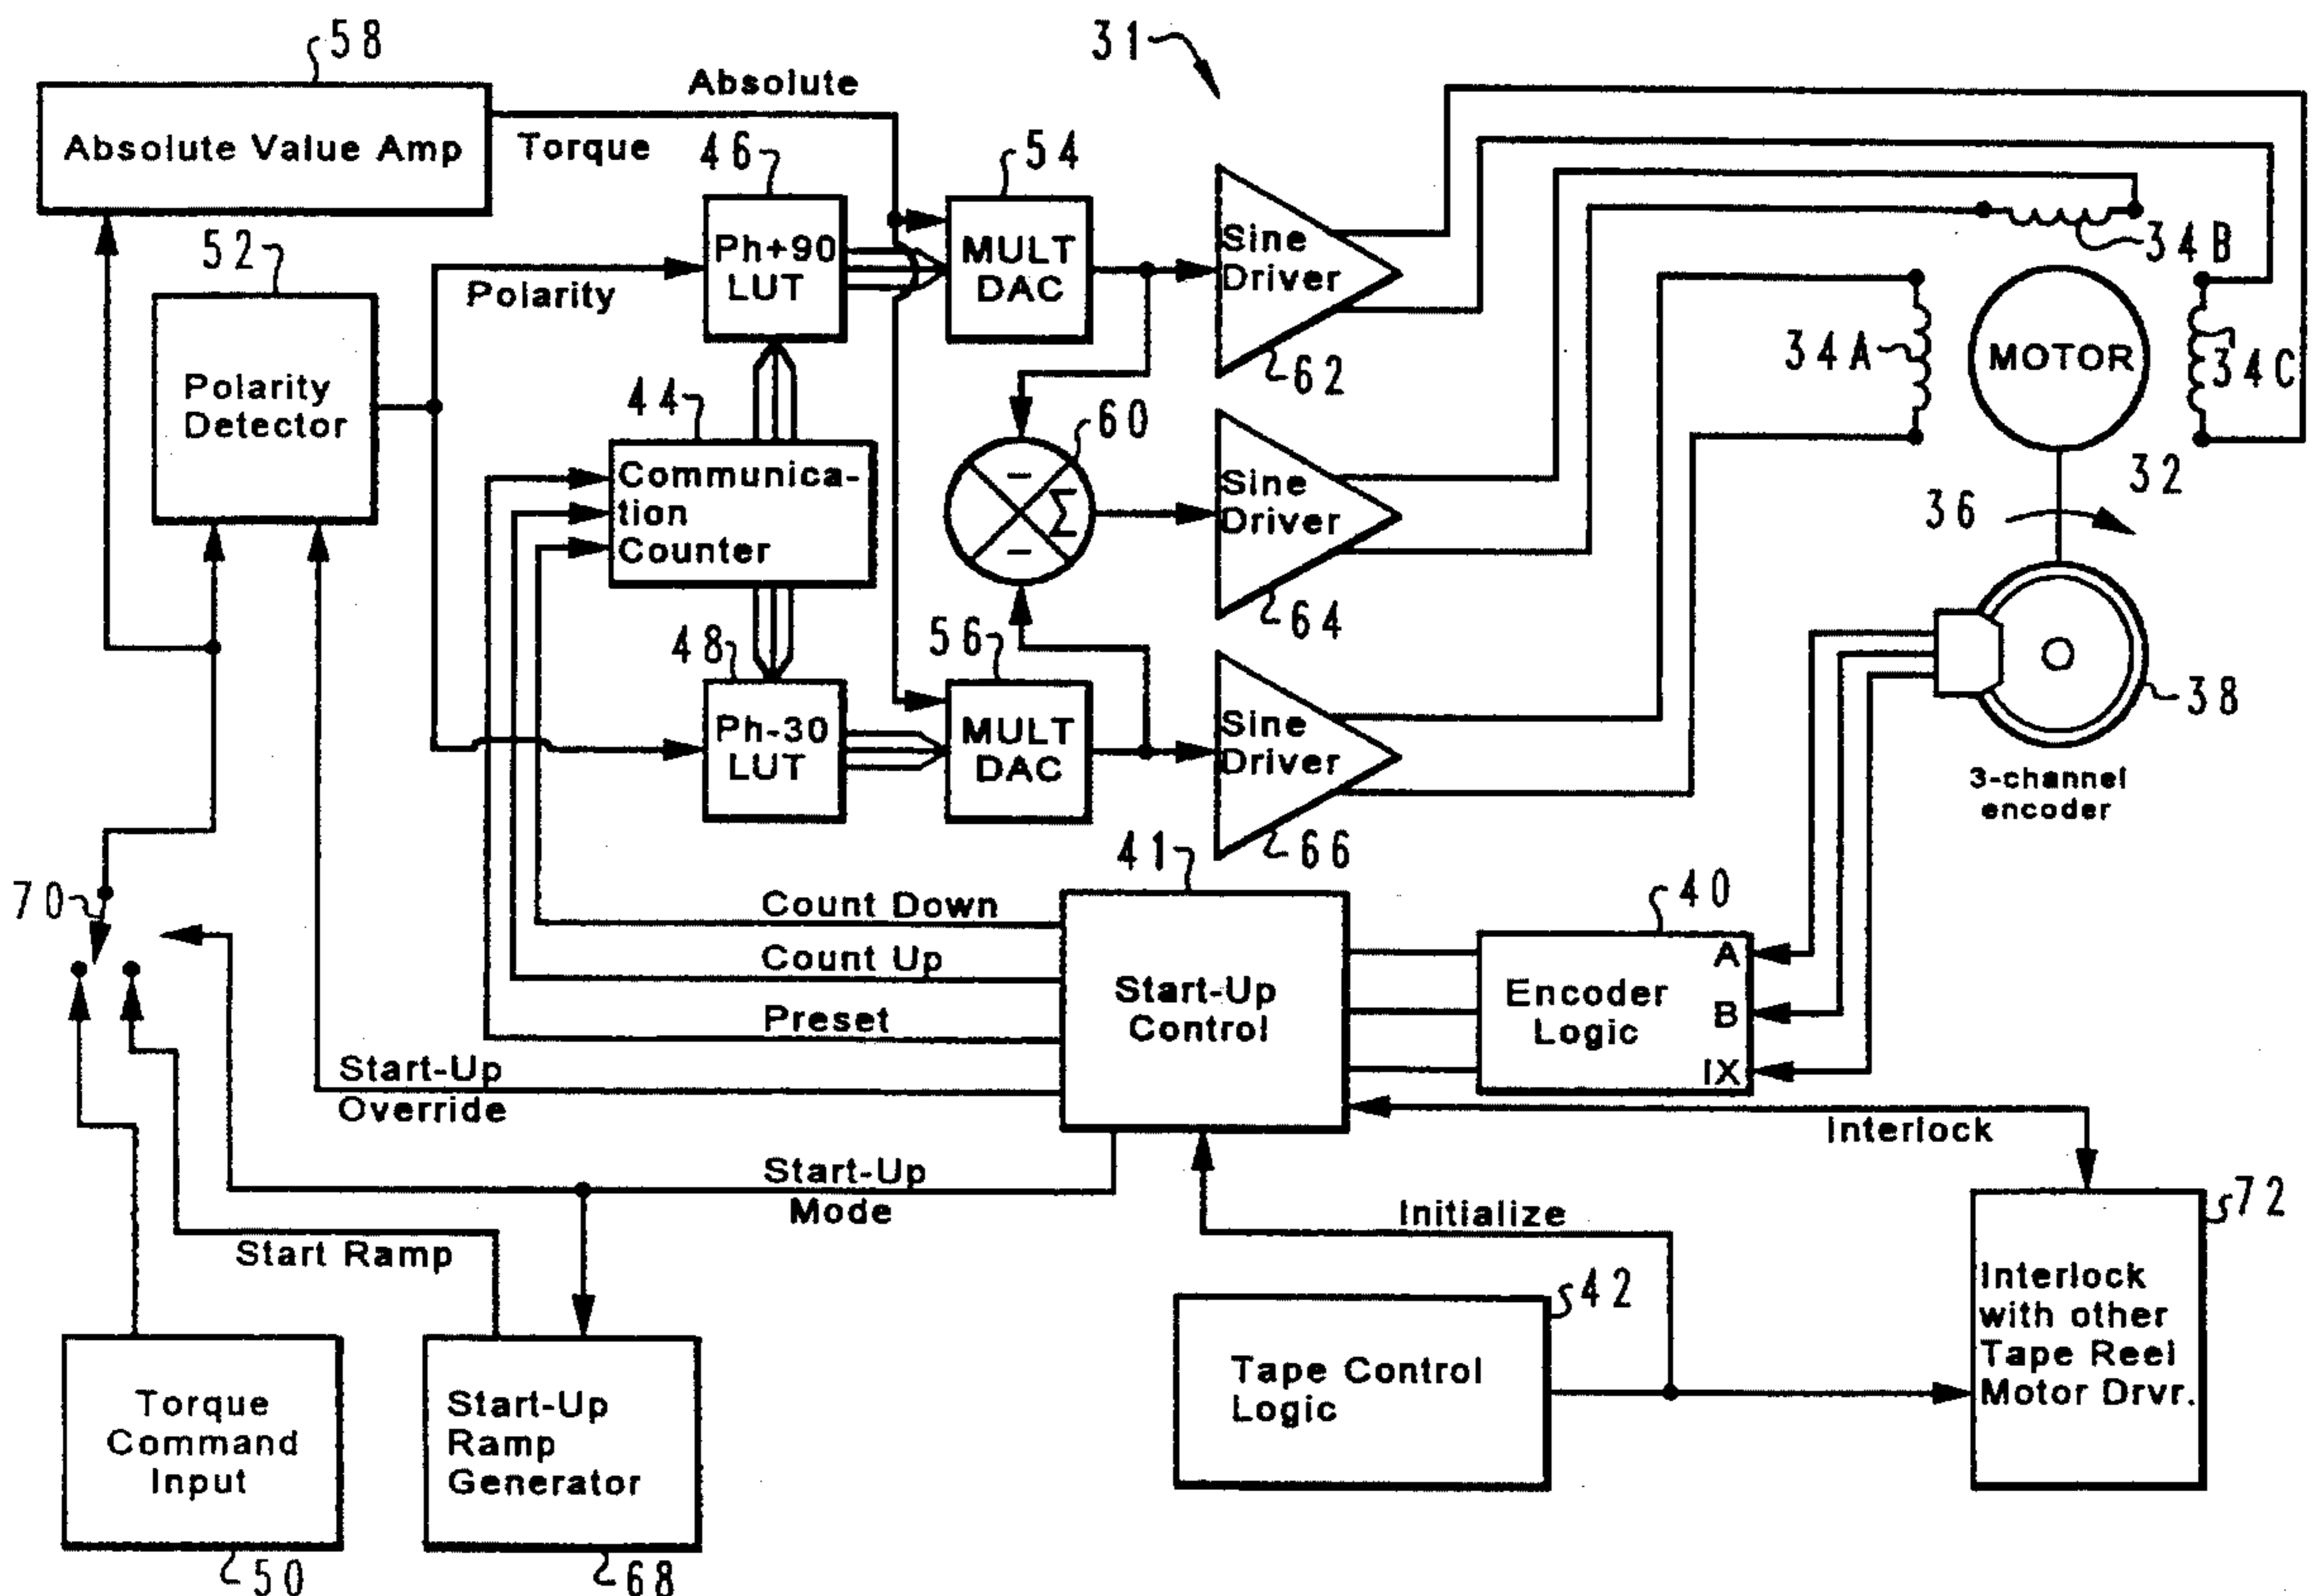 58
31
Absolute
Absolute Value Amp
Torque
46
54
52
Ph+90
LUT
MULT
DAC
Sine
Driver
62
34B
34A
MOTOR
34C
Polarity
Polarity
Detector
44
Communica-
tion
Counter
60
−
Σ
−
Sine
Driver
64
32
36
48
56
Ph-30
LUT
MULT
DAC
Sine
Driver
66
38
3-channel
encoder
41
40
70
Count Down
Count Up
Preset
Start-Up
Override
Start-Up
Control
Encoder
Logic
A
B
IX
Interlock
Start-Up
Mode
Start Ramp
Initialize
72
42
Torque
Command
Input
50
Start-Up
Ramp
Generator
68
Tape Control
Logic
Interlock
with other
Tape Reel
Motor Drvr.